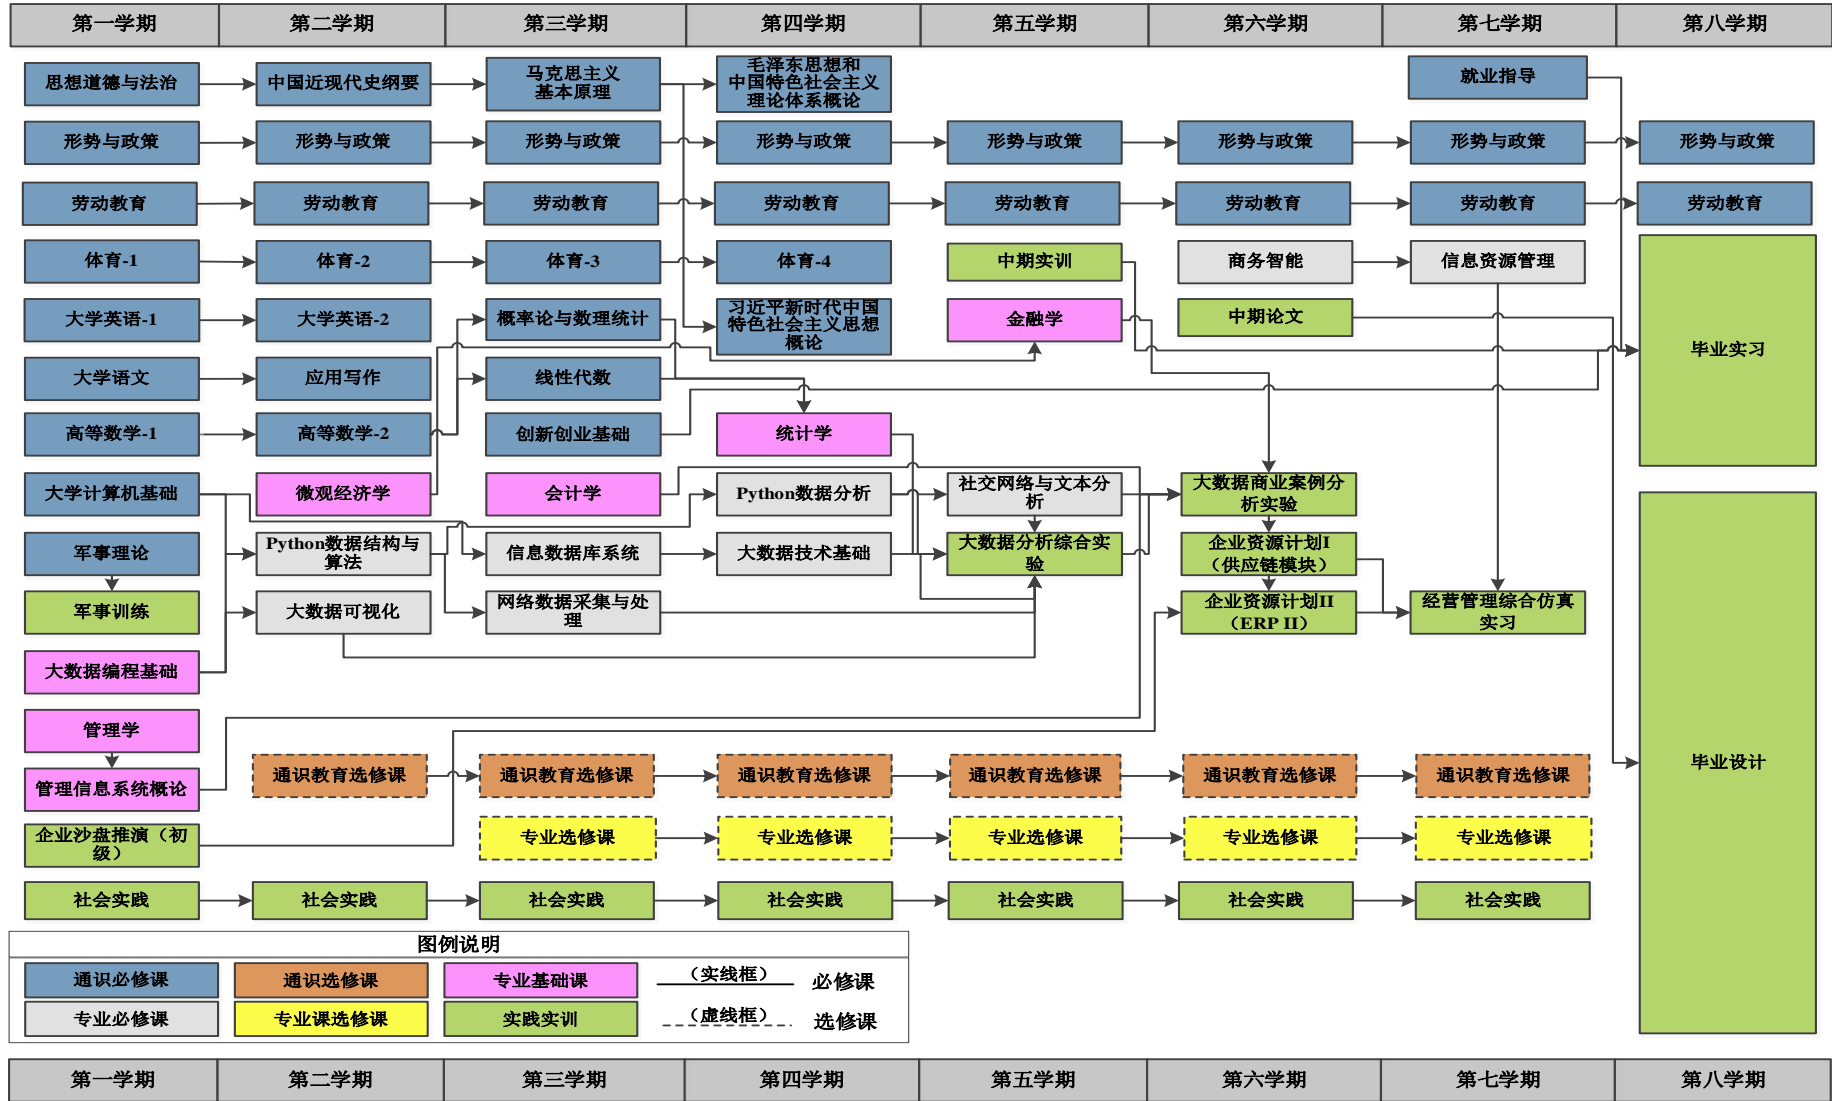 第一学期 第二学期 第三学期 第四学期 第五学期 第六学期 第七学期 第八学期
思想道德与法治
中国近现代史纲要
马克思主义
基本原理
毛泽东思想和
中国特色社会主义
理论体系概论
就业指导
形势与政策 形势与政策 形势与政策 形势与政策 形势与政策 形势与政策 形势与政策 形势与政策
劳动教育 劳动教育 劳动教育 劳动教育 劳动教育 劳动教育 劳动教育 劳动教育
体育-1 体育-2 体育-3 体育-4 中期实训 商务智能 信息资源管理
大学英语-1 大学英语-2 概率论与数理统计
习近平新时代中国
特色社会主义思想
概论
金融学 中期论文
毕业实习
大学语文 应用写作 线性代数
高等数学-1 高等数学-2 创新创业基础 统计学
大学计算机基础 微观经济学 会计学 Python数据分析
社交网络与文本分
析
大数据商业案例分
析实验
军事理论
Python数据结构与
算法
信息数据库系统 大数据技术基础
大数据分析综合实
验
企业资源计划I
（供应链模块）
军事训练 大数据可视化
网络数据采集与处
理
企业资源计划II
（ERP II）
经营管理综合仿真
实习
大数据编程基础
管理学
毕业设计
管理信息系统概论
通识教育选修课 通识教育选修课 通识教育选修课 通识教育选修课 通识教育选修课 通识教育选修课
企业沙盘推演（初
级）
专业选修课 专业选修课 专业选修课 专业选修课 专业选修课
社会实践 社会实践 社会实践 社会实践 社会实践 社会实践 社会实践
图例说明
通识必修课 通识选修课 专业基础课 （实线框） 必修课
专业必修课 专业课选修课 实践实训 （虚线框） 选修课
第一学期 第二学期 第三学期 第四学期 第五学期 第六学期 第七学期 第八学期